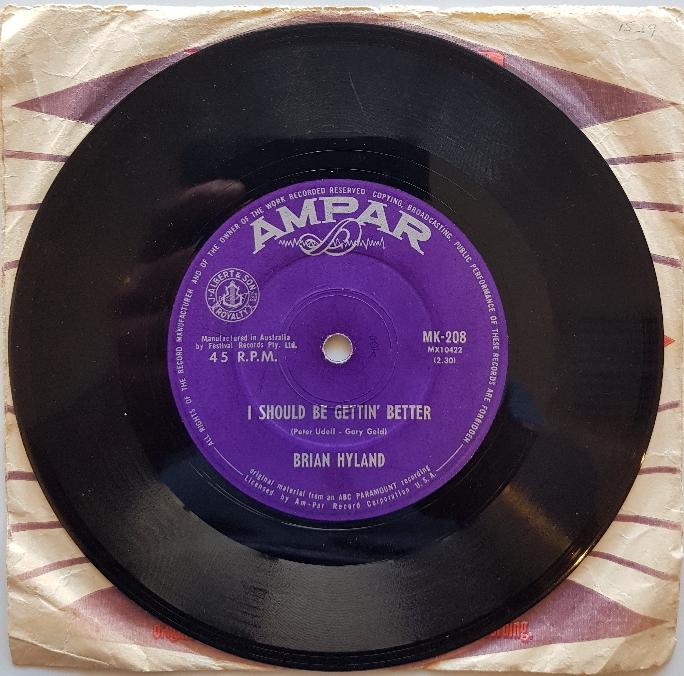 15_9
ALL RIGHTS OF THE RECORD MANUFACTURER AND OF THE OWNER OF THE WORK RECORDED RESERVED COPYING, BROADCASTING, PUBLIC PERFORMANCE OF THESE RECORDS ARE FORBIDDEN
AMPAR
J. ALBERT & SON
ROYALTY
Manufactured in Australia
by Festival Records Pty. Ltd.
45 R.P.M.
MK-208
MX10422
(2.30)
I SHOULD BE GETTIN' BETTER
(Peter Udell - Gary Geld)
BRIAN HYLAND
original material from an ABC PARAMOUNT recording
Licensed by Am-Par Record Corporation U.S.A.